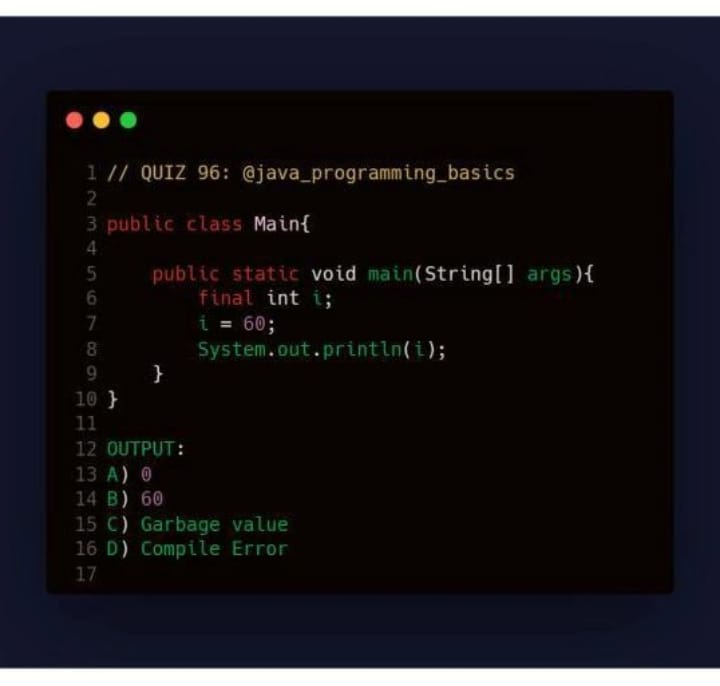 1 // QUIZ 96: @java_programming_basics
2
3 public class Main{
4
5     public static void main(String[] args){
6         final int i;
7         i = 60;
8         System.out.println(i);
9     }
10 }
11
12 OUTPUT:
13 A) 0
14 B) 60
15 C) Garbage value
16 D) Compile Error
17